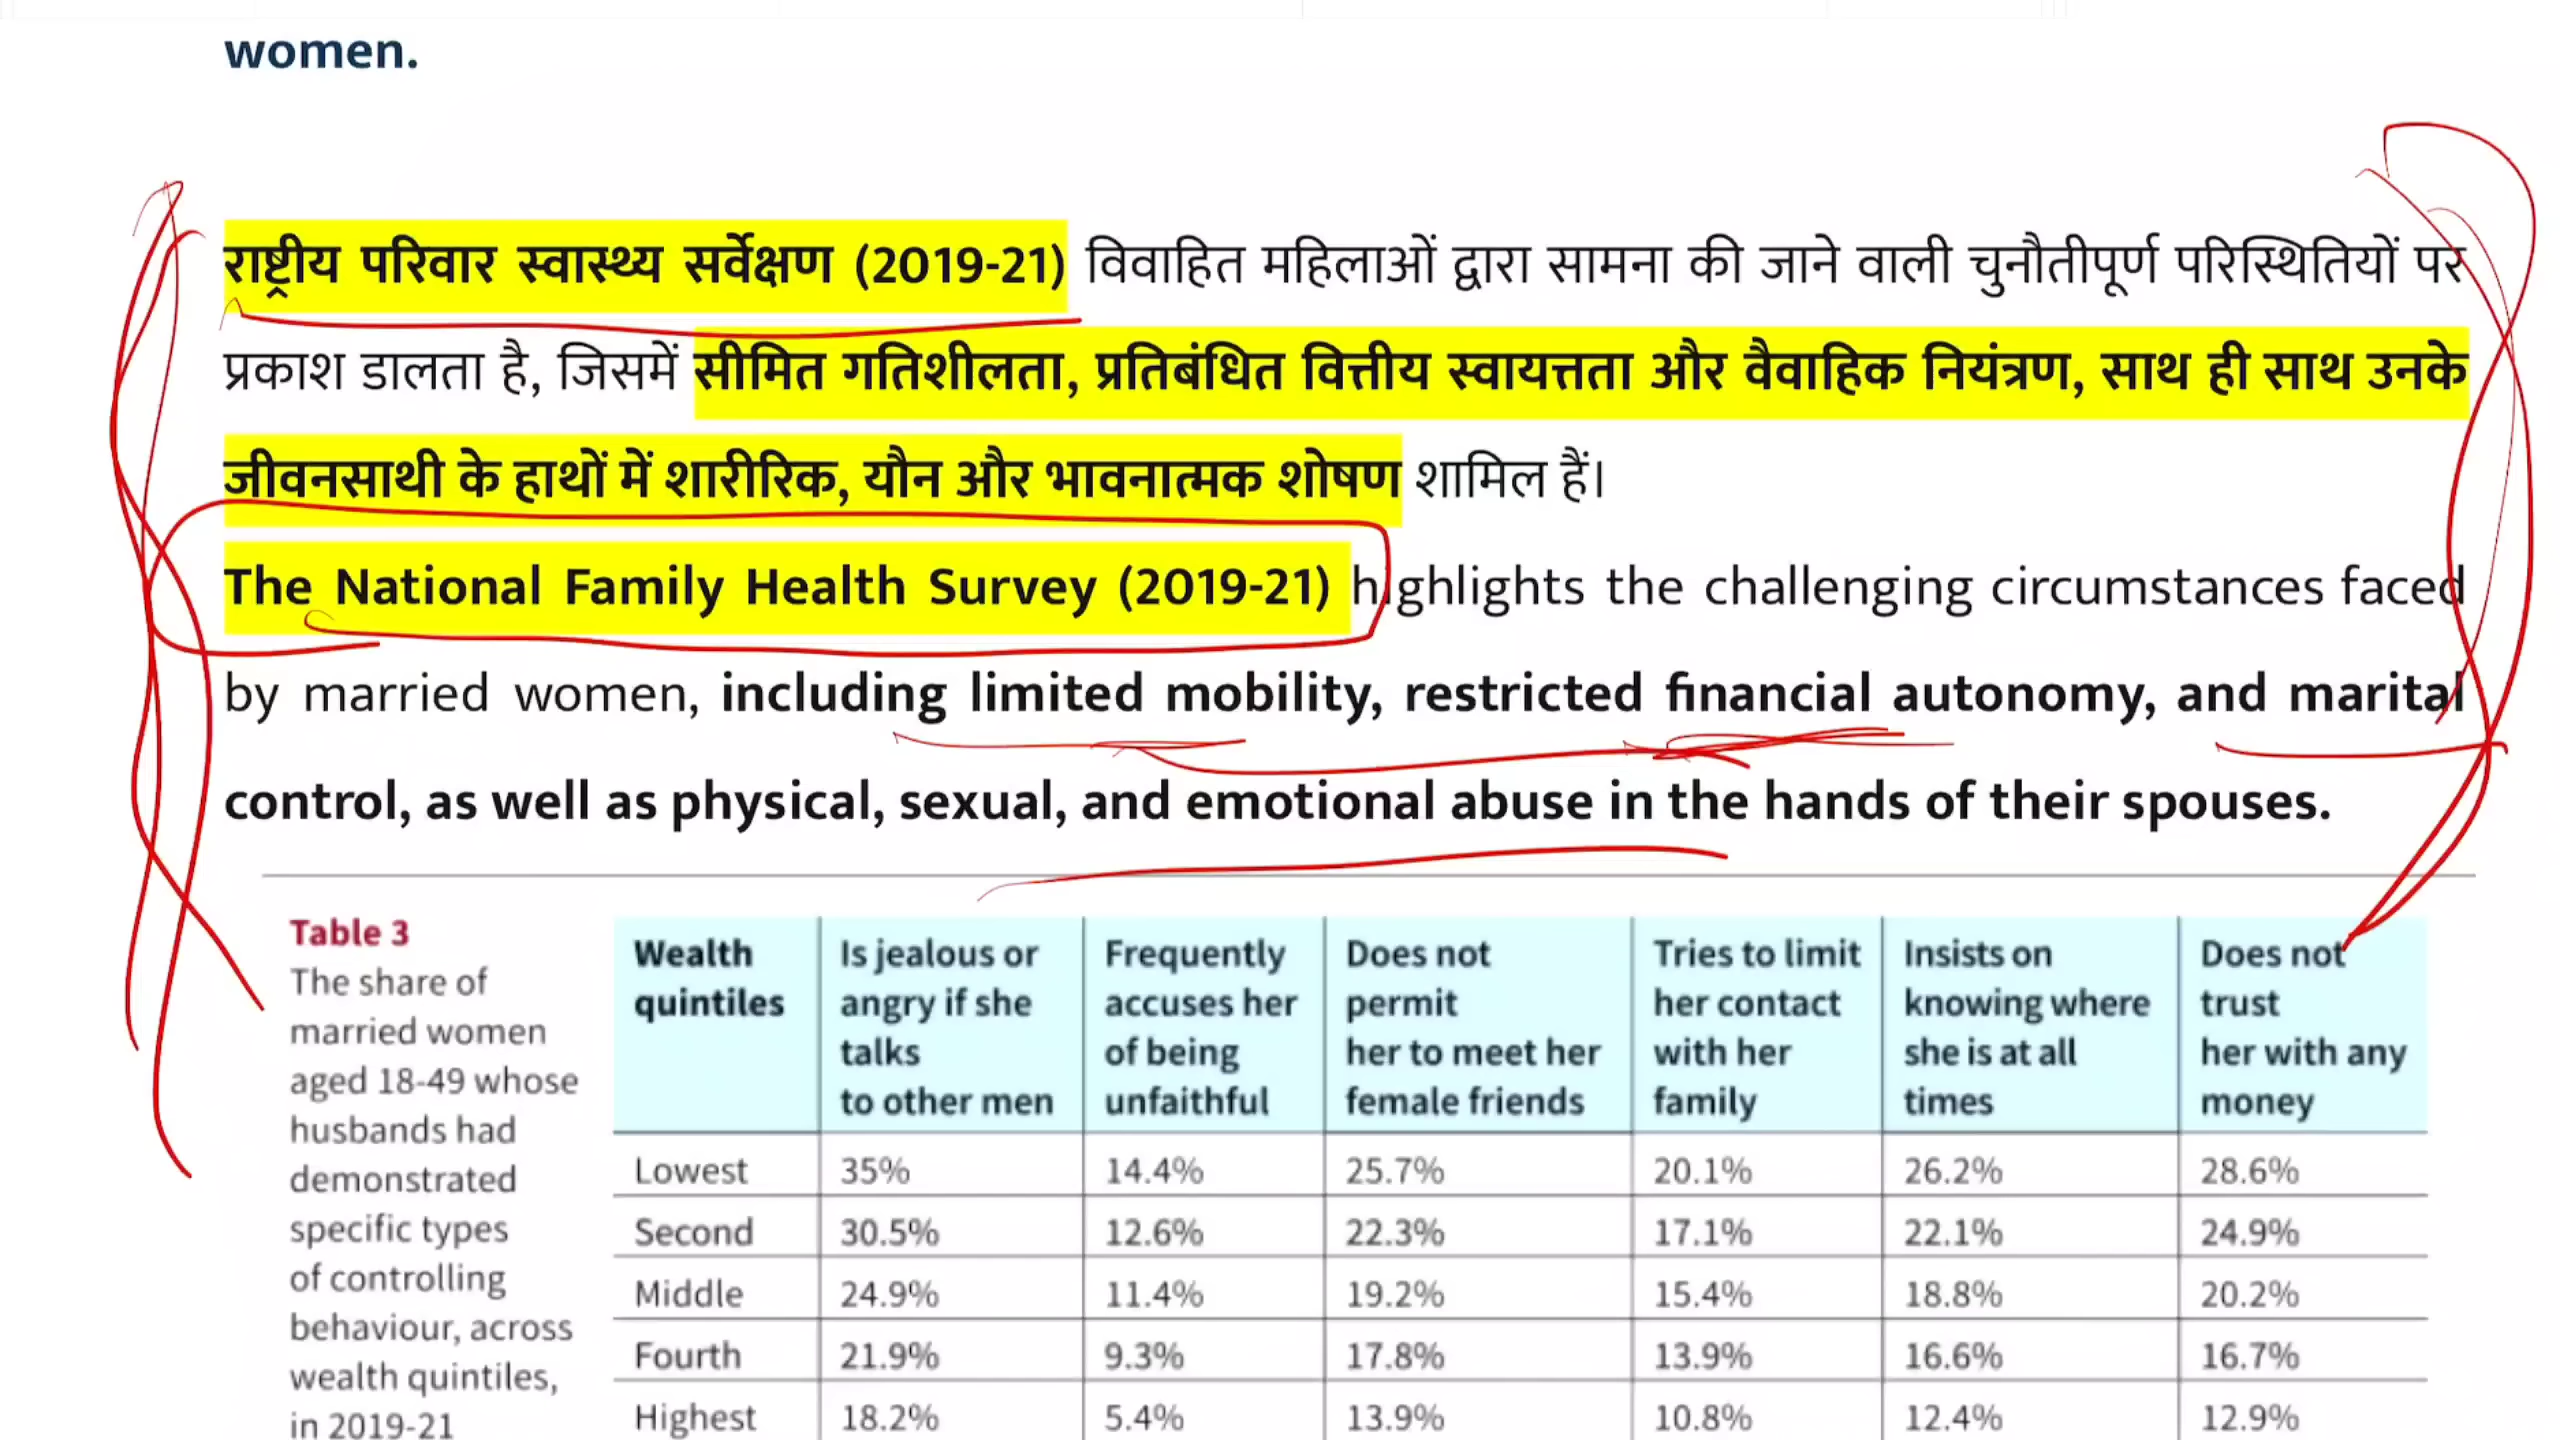 women.
राष्ट्रीय परिवार स्वास्थ्य सर्वेक्षण (2019-21) विवाहित महिलाओं द्वारा सामना की जाने वाली चुनौतीपूर्ण परिस्थितियों पर
प्रकाश डालता है, जिसमें सीमित गतिशीलता, प्रतिबंधित वित्तीय स्वायत्तता और वैवाहिक नियंत्रण, साथ ही साथ उनके
जीवनसाथी के हाथों में शारीरिक, यौन और भावनात्मक शोषण शामिल हैं।
The National Family Health Survey (2019-21) highlights the challenging circumstances faced
by married women, including limited mobility, restricted financial autonomy, and marital
control, as well as physical, sexual, and emotional abuse in the hands of their spouses.
Table 3
The share of
married women
aged 18-49 whose
husbands had
demonstrated
specific types
of controlling
behaviour, across
wealth quintiles,
in 2019-21
Wealth quintiles | Is jealous or angry if she talks to other men | Frequently accuses her of being unfaithful | Does not permit her to meet her female friends | Tries to limit her contact with her family | Insists on knowing where she is at all times | Does not trust her with any money
Lowest 35% 14.4% 25.7% 20.1% 26.2% 28.6%
Second 30.5% 12.6% 22.3% 17.1% 22.1% 24.9%
Middle 24.9% 11.4% 19.2% 15.4% 18.8% 20.2%
Fourth 21.9% 9.3% 17.8% 13.9% 16.6% 16.7%
Highest 18.2% 5.4% 13.9% 10.8% 12.4% 12.9%